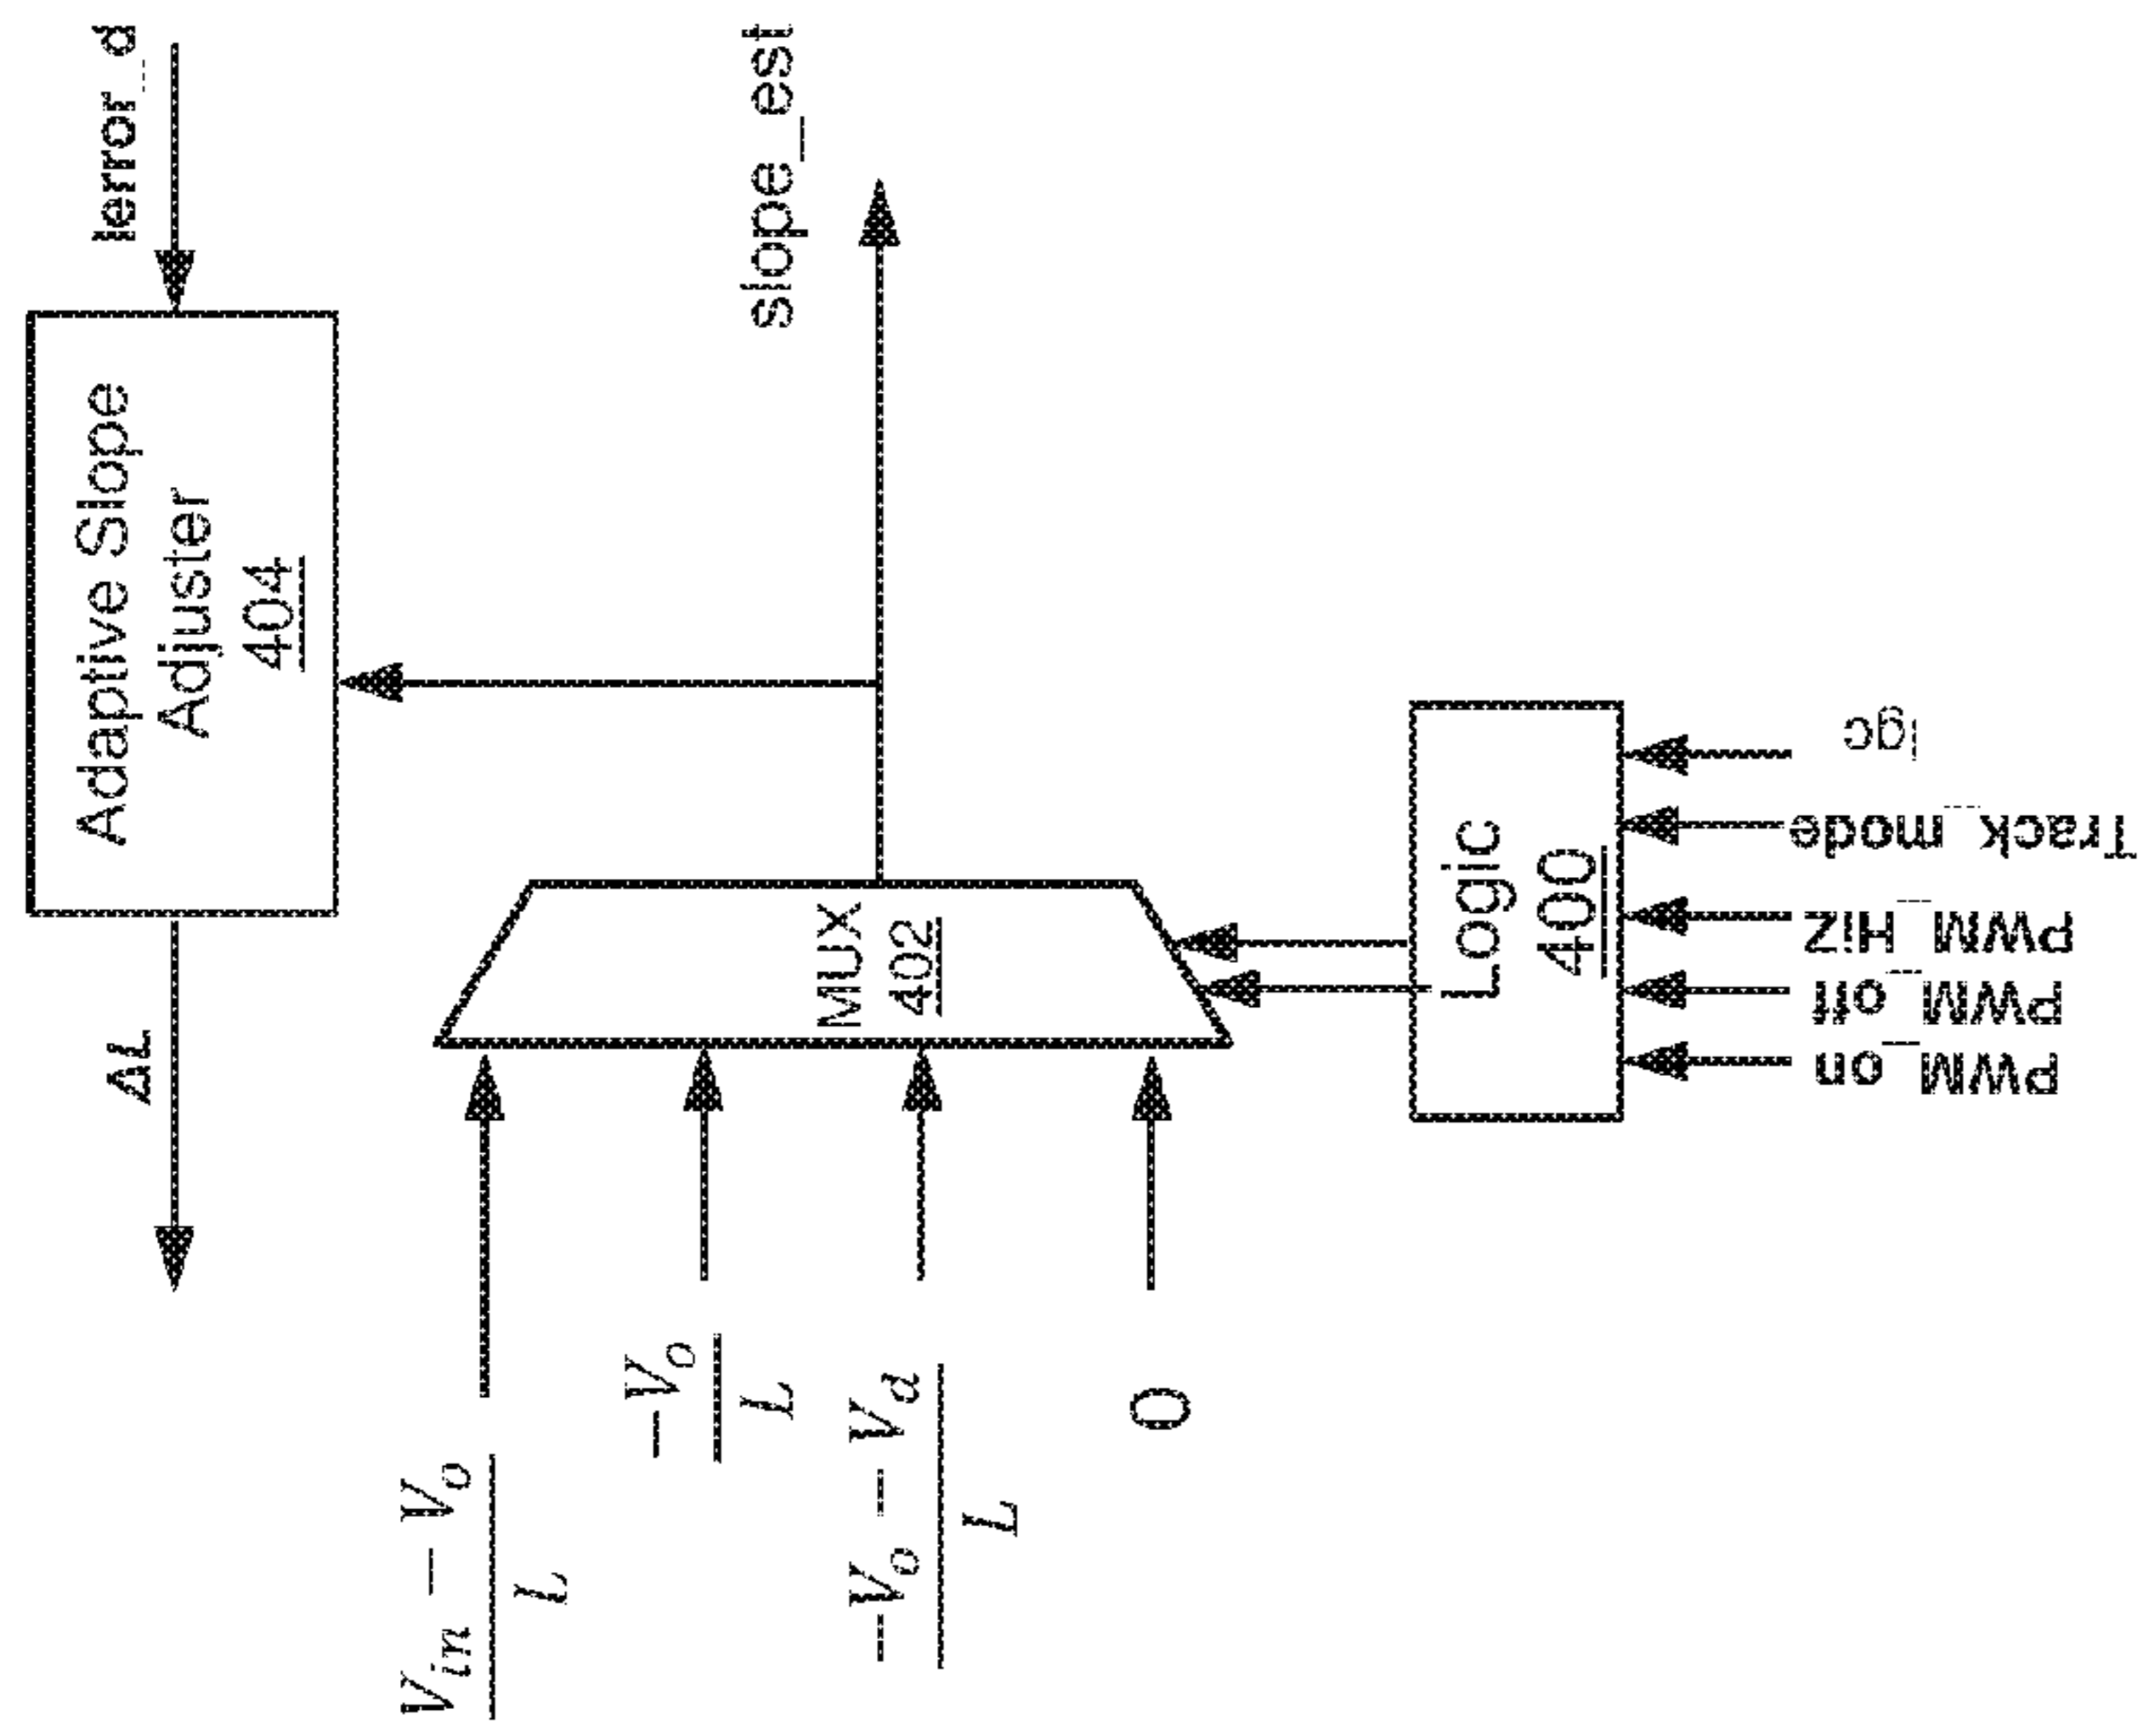 ΔL
Adaptive Slope
Adjuster
404
Ierror_d
V_in − V_o
L
−V_o
L
−V_o − V_d
L
0
MUX
402
slope_est
Logic
400
PWM_on
PWM_off
PWM_HiZ
Track_mode
Igc